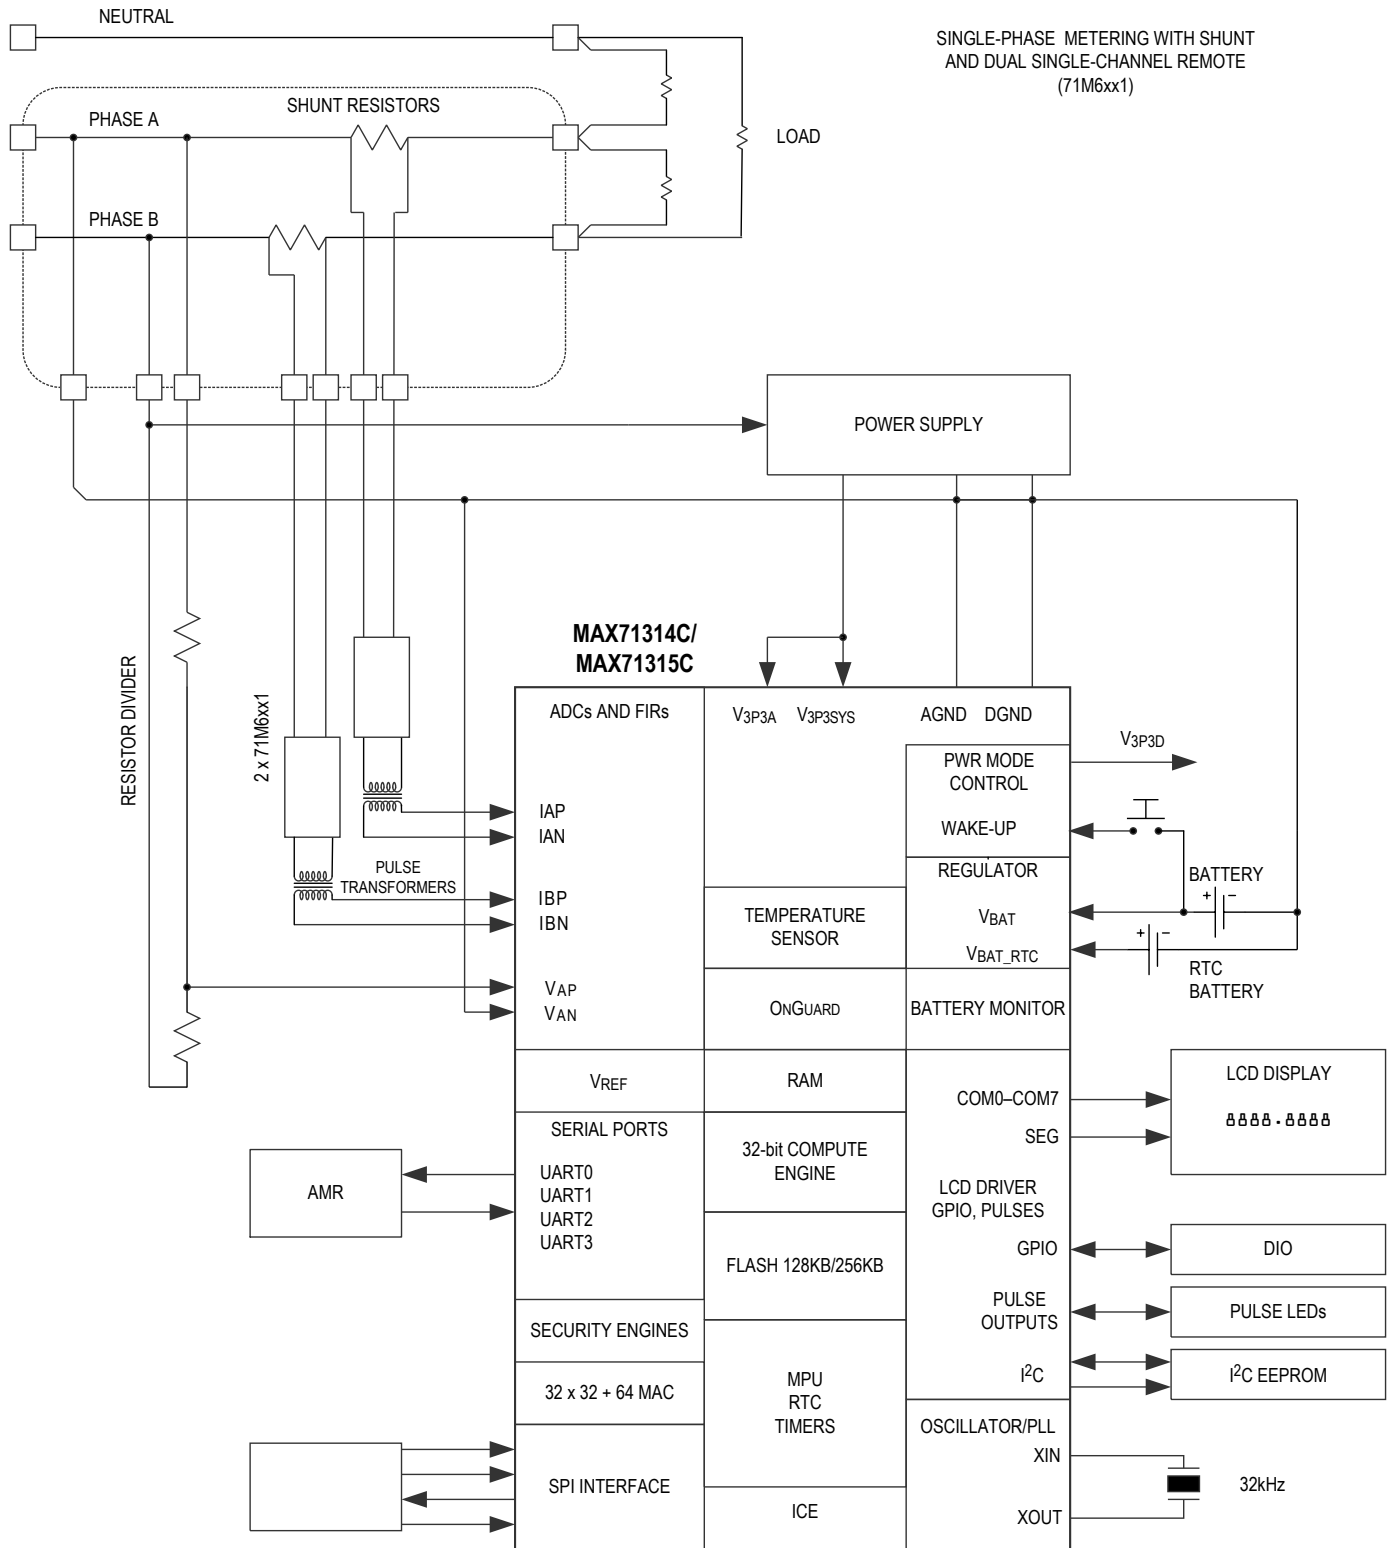 NEUTRAL
SINGLE-PHASE METERING WITH SHUNT
AND DUAL SINGLE-CHANNEL REMOTE
(71M6xx1)
SHUNT RESISTORS
PHASE A
LOAD
PHASE B
POWER SUPPLY
MAX71314C/
MAX71315C
RESISTOR DIVIDER
2 x 71M6xx1
ADCs AND FIRs
V3P3A
V3P3SYS
AGND
DGND
V3P3D
PWR MODE
CONTROL
WAKE-UP
IAP
IAN
PULSE
TRANSFORMERS
REGULATOR
BATTERY
+ –
IBP
IBN
TEMPERATURE
SENSOR
VBAT
+ –
VBAT_RTC
RTC
BATTERY
VAP
VAN
ONGUARD
BATTERY MONITOR
VREF
RAM
COM0–COM7
LCD DISPLAY
8888.8888
SEG
SERIAL PORTS
UART0
UART1
UART2
UART3
AMR
32-bit COMPUTE
ENGINE
LCD DRIVER
GPIO, PULSES
GPIO
DIO
FLASH 128KB/256KB
PULSE
OUTPUTS
PULSE LEDs
SECURITY ENGINES
I2C
I2C EEPROM
32 x 32 + 64 MAC
MPU
RTC
TIMERS
OSCILLATOR/PLL
XIN
32kHz
SPI INTERFACE
ICE
XOUT